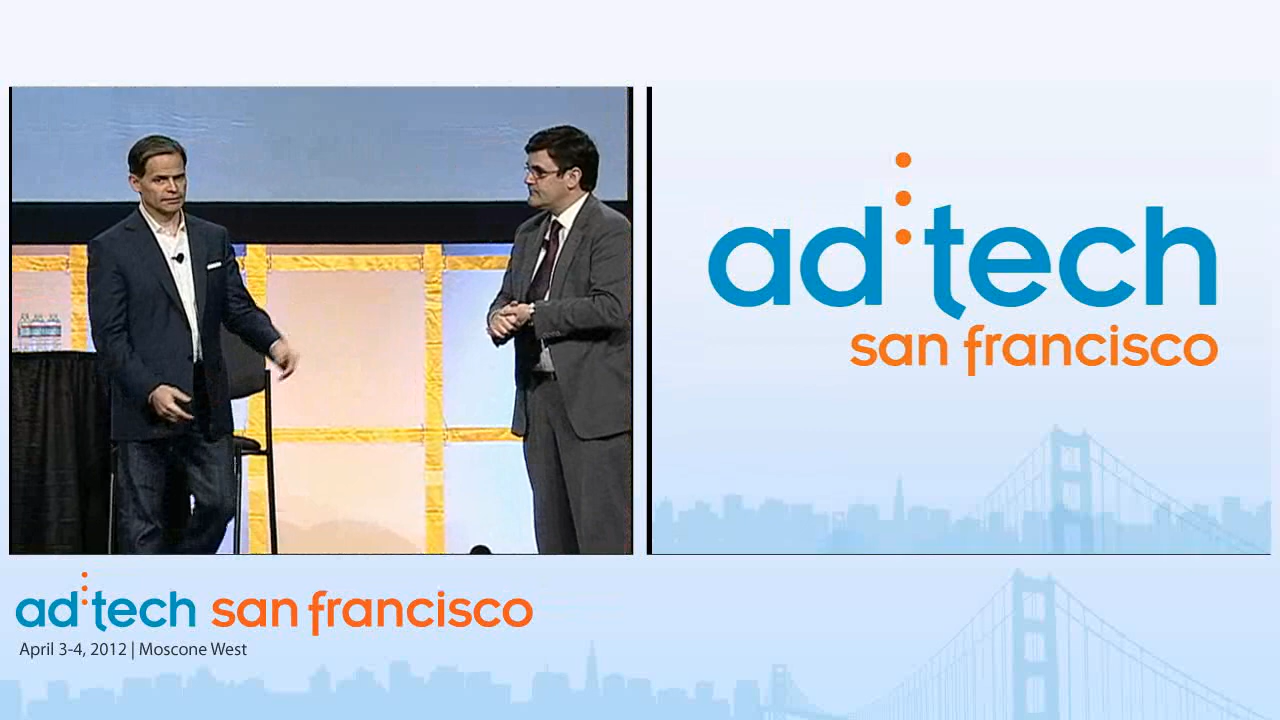 ad:tech
san francisco
ad:tech san francisco
April 3-4, 2012 | Moscone West